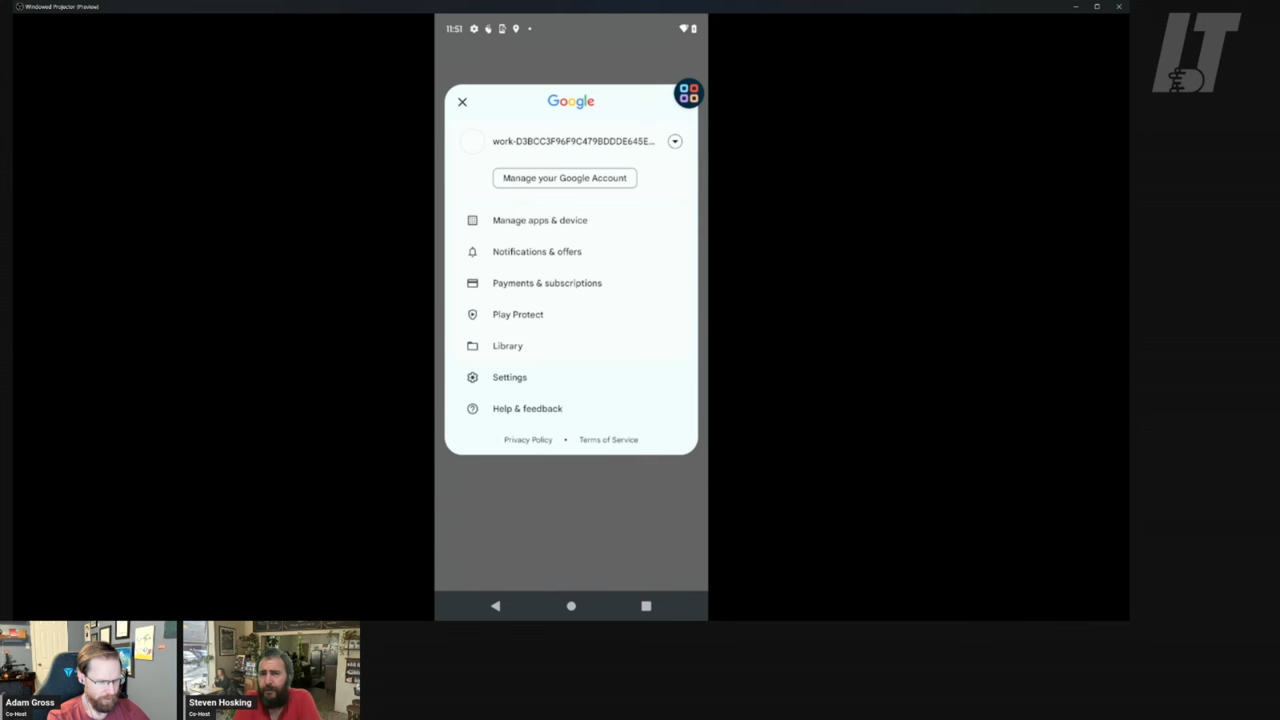 Windowed Projector (Preview)
IT
11:51
Google
work-D3BCC3F96F9C479BDDDE645E...
Manage your Google Account
Manage apps & device
Notifications & offers
Payments & subscriptions
Play Protect
Library
Settings
Help & feedback
Privacy Policy • Terms of Service
Adam Gross
Co-Host
Steven Hosking
Co-Host